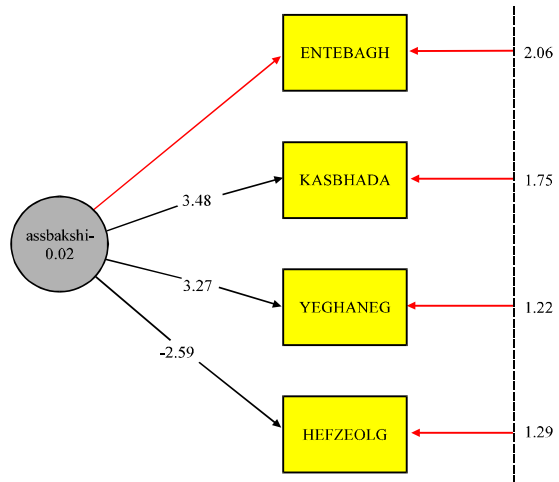 ENTEBAGH
2.06
KASBHADA
1.75
3.48
assbakshi-
0.02
3.27
YEGHANEG
1.22
-2.59
HEFZEOLG
1.29